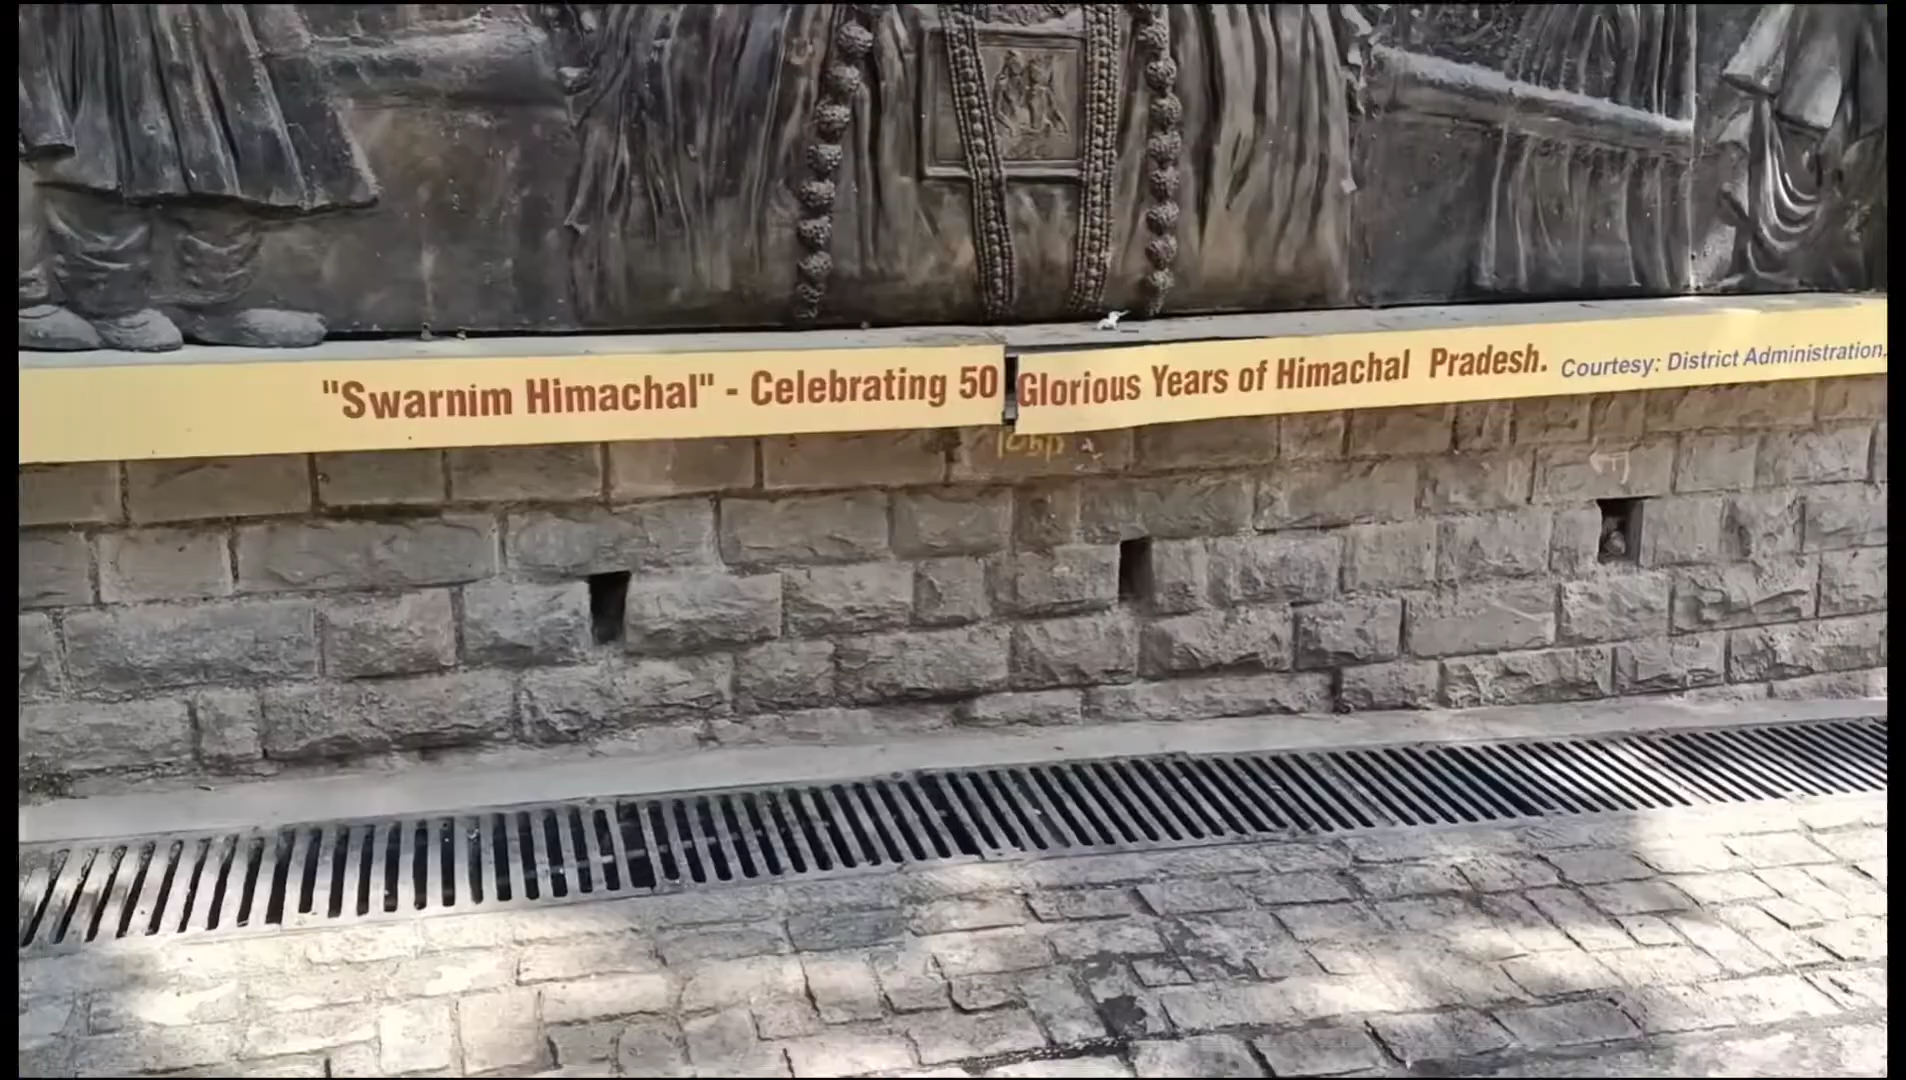 "Swarnim Himachal" - Celebrating 50 Glorious Years of Himachal Pradesh. Courtesy: District Administration,